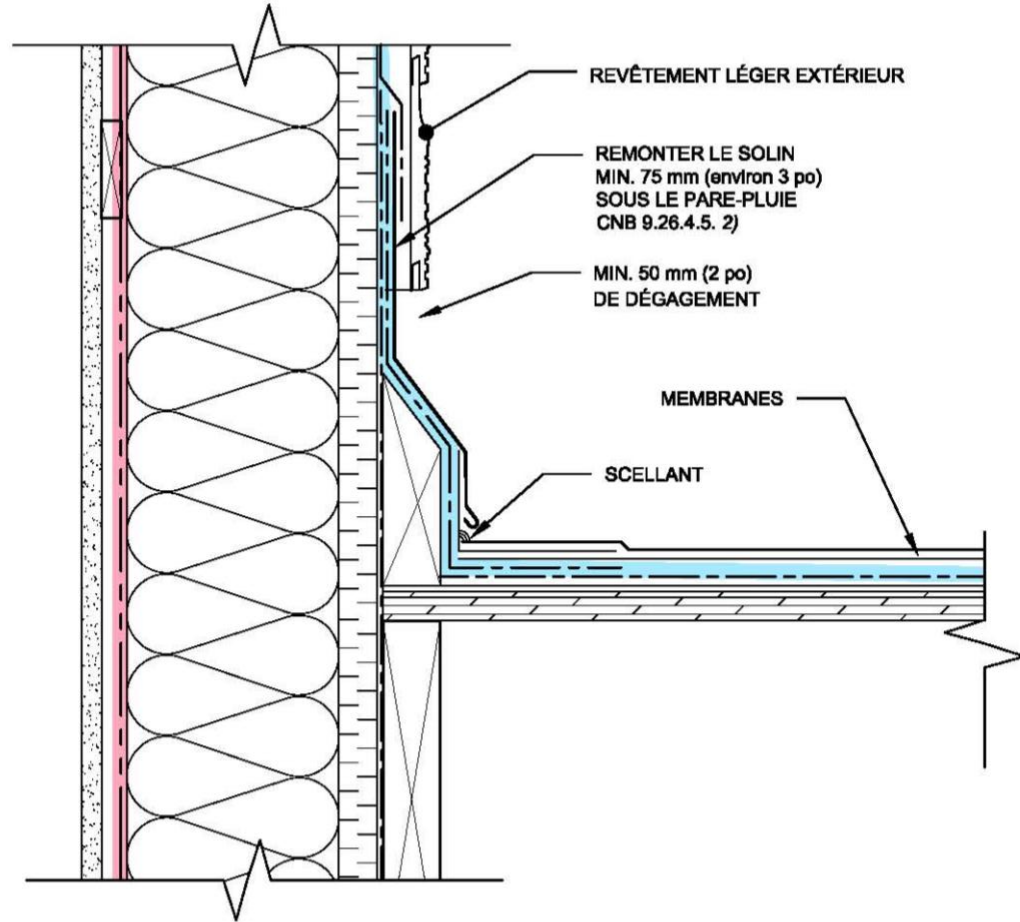 REVÊTEMENT LÉGER EXTÉRIEUR
REMONTER LE SOLIN
MIN. 75 mm (environ 3 po)
SOUS LE PARE-PLUIE
CNB 9.26.4.5. 2)
MIN. 50 mm (2 po)
DE DÉGAGEMENT
MEMBRANES
SCELLANT